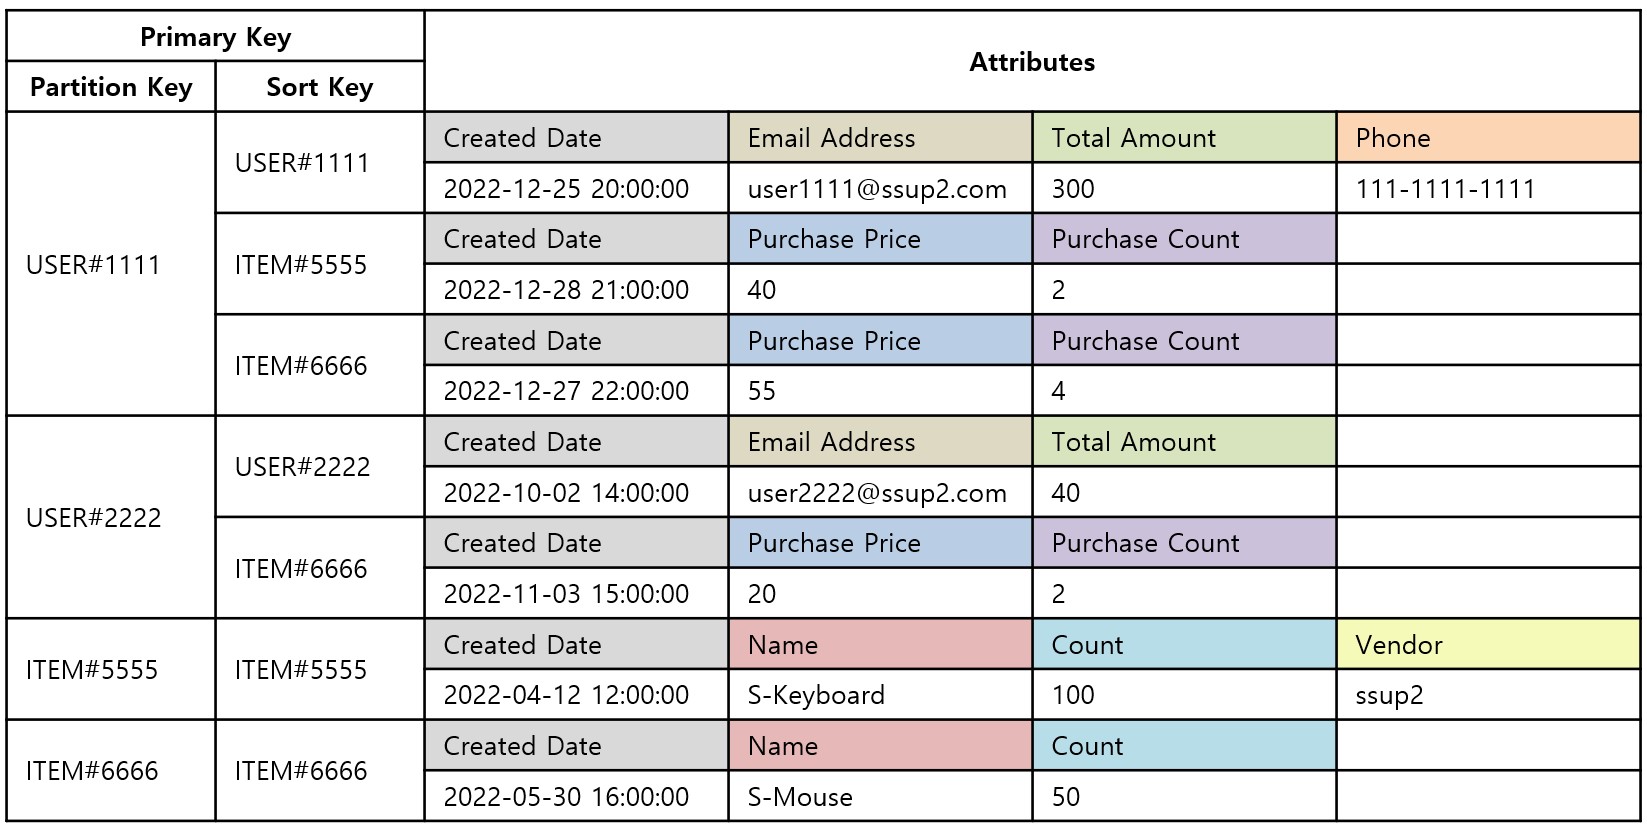 Primary Key
Attributes
Partition Key Sort Key
USER#1111 USER#1111 Created Date Email Address Total Amount Phone
2022-12-25 20:00:00 user1111@ssup2.com 300 111-1111-1111
ITEM#5555 Created Date Purchase Price Purchase Count
2022-12-28 21:00:00 40 2
ITEM#6666 Created Date Purchase Price Purchase Count
2022-12-27 22:00:00 55 4
USER#2222 USER#2222 Created Date Email Address Total Amount
2022-10-02 14:00:00 user2222@ssup2.com 40
ITEM#6666 Created Date Purchase Price Purchase Count
2022-11-03 15:00:00 20 2
ITEM#5555 ITEM#5555 Created Date Name Count Vendor
2022-04-12 12:00:00 S-Keyboard 100 ssup2
ITEM#6666 ITEM#6666 Created Date Name Count
2022-05-30 16:00:00 S-Mouse 50